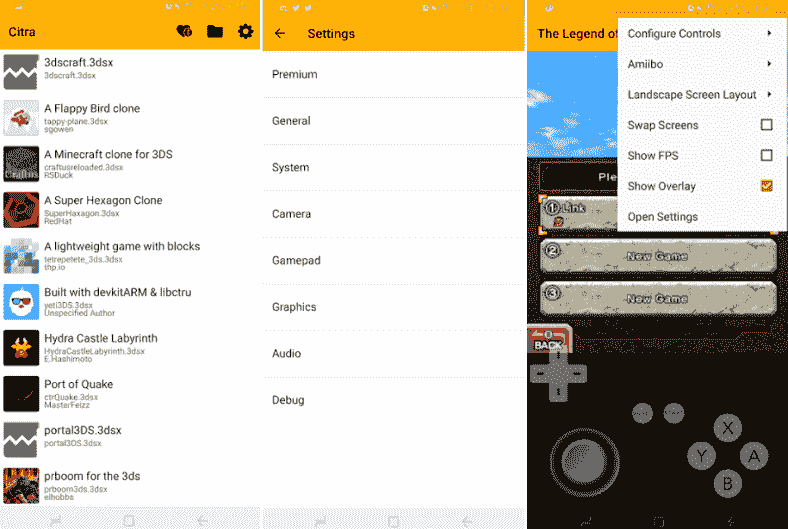 Citra
3dscraft.3dsx
3dscraft.3dsx
A Flappy Bird clone
tappy-plane.3dsx
sgowen
A Minecraft clone for 3DS
craftusreloaded.3dsx
RSDuck
A Super Hexagon Clone
SuperHaxagon.3dsx
RedHat
A lightweight game with blocks
tetrepetete_3ds.3dsx
thp.io
Built with devkitARM & libctru
yeti3DS.3dsx
Unspecified Author
Hydra Castle Labyrinth
HydraCastleLabyrinth.3dsx
E.Hashimoto
Port of Quake
ctrQuake.3dsx
MasterFeizz
portal3DS.3dsx
portal3DS.3dsx
prboom for the 3ds
prboom3ds.3dsx
elhobbs
Settings
Premium
General
System
Camera
Gamepad
Graphics
Audio
Debug
The Legend of
Configure Controls
Amiibo
Landscape Screen Layout
Swap Screens
Show FPS
Show Overlay
Open Settings
Ple
1 Link
2 New Game
3 New Game
BACK
X
Y A
B